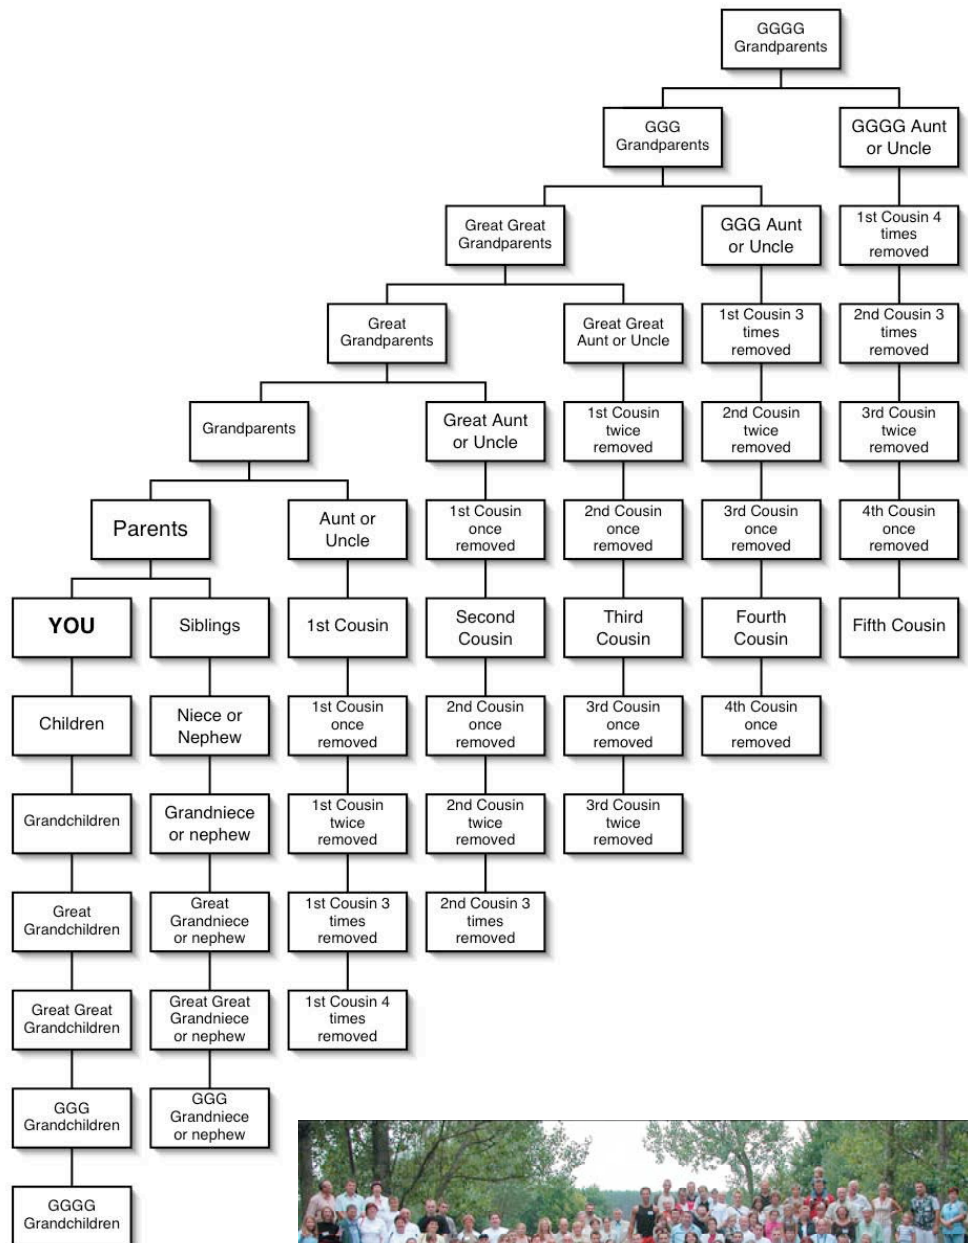 GGGG
Grandparents
GGG
Grandparents
GGGG Aunt
or Uncle
Great Great
Grandparents
GGG Aunt
or Uncle
1st Cousin 4
times
removed
Great
Grandparents
Great Great
Aunt or Uncle
1st Cousin 3
times
removed
2nd Cousin 3
times
removed
Grandparents
Great Aunt
or Uncle
1st Cousin
twice
removed
2nd Cousin
twice
removed
3rd Cousin
twice
removed
Parents
Aunt or
Uncle
1st Cousin
once
removed
2nd Cousin
once
removed
3rd Cousin
once
removed
4th Cousin
once
removed
YOU
Siblings
1st Cousin
Second
Cousin
Third
Cousin
Fourth
Cousin
Fifth Cousin
Children
Niece or
Nephew
1st Cousin
once
removed
2nd Cousin
once
removed
3rd Cousin
once
removed
4th Cousin
once
removed
Grandchildren
Grandniece
or nephew
1st Cousin
twice
removed
2nd Cousin
twice
removed
3rd Cousin
twice
removed
Great
Grandchildren
Great
Grandniece
or nephew
1st Cousin 3
times
removed
2nd Cousin 3
times
removed
Great Great
Grandchildren
Great Great
Grandniece
or nephew
1st Cousin 4
times
removed
GGG
Grandchildren
GGG
Grandniece
or nephew
GGGG
Grandchildren